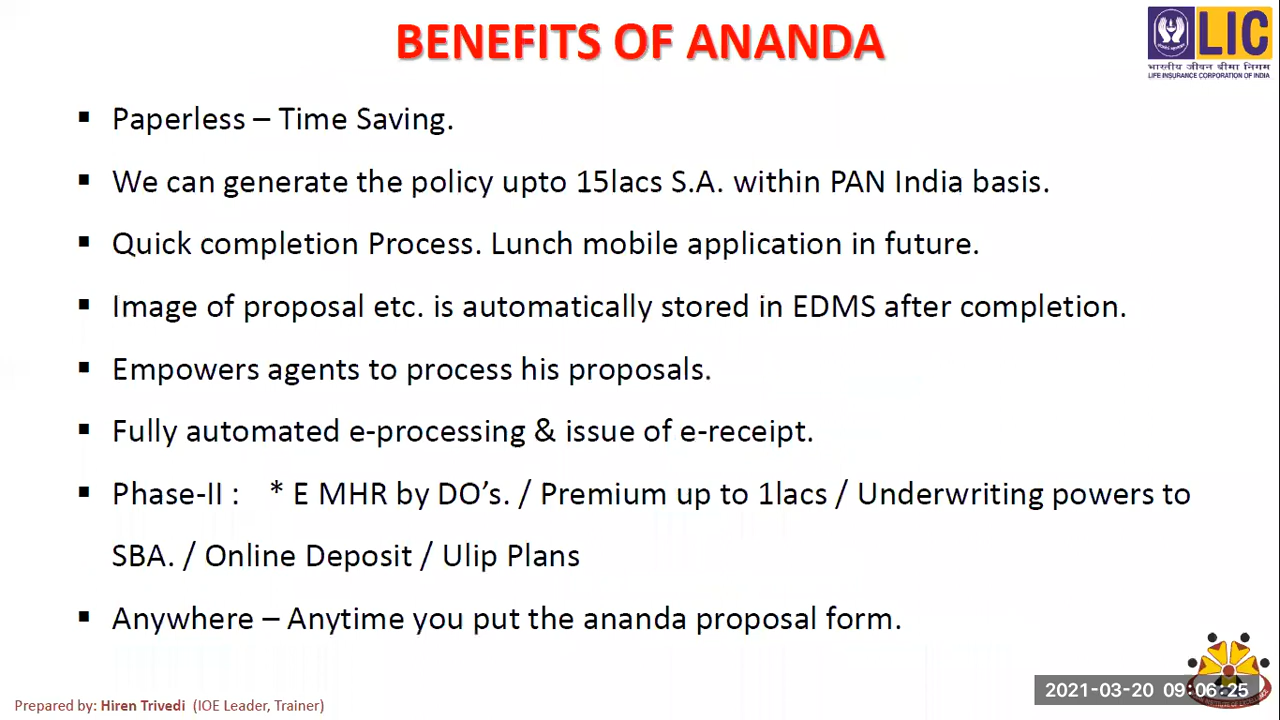 BENEFITS OF ANANDA
LIC
भारतीय जीवन बीमा निगम
LIFE INSURANCE CORPORATION OF INDIA
▪ Paperless – Time Saving.
▪ We can generate the policy upto 15lacs S.A. within PAN India basis.
▪ Quick completion Process. Lunch mobile application in future.
▪ Image of proposal etc. is automatically stored in EDMS after completion.
▪ Empowers agents to process his proposals.
▪ Fully automated e-processing & issue of e-receipt.
▪ Phase-II : * E MHR by DO’s. / Premium up to 1lacs / Underwriting powers to
SBA. / Online Deposit / Ulip Plans
▪ Anywhere – Anytime you put the ananda proposal form.
2021-03-20 09:06:25
Prepared by: Hiren Trivedi (IOE Leader, Trainer)